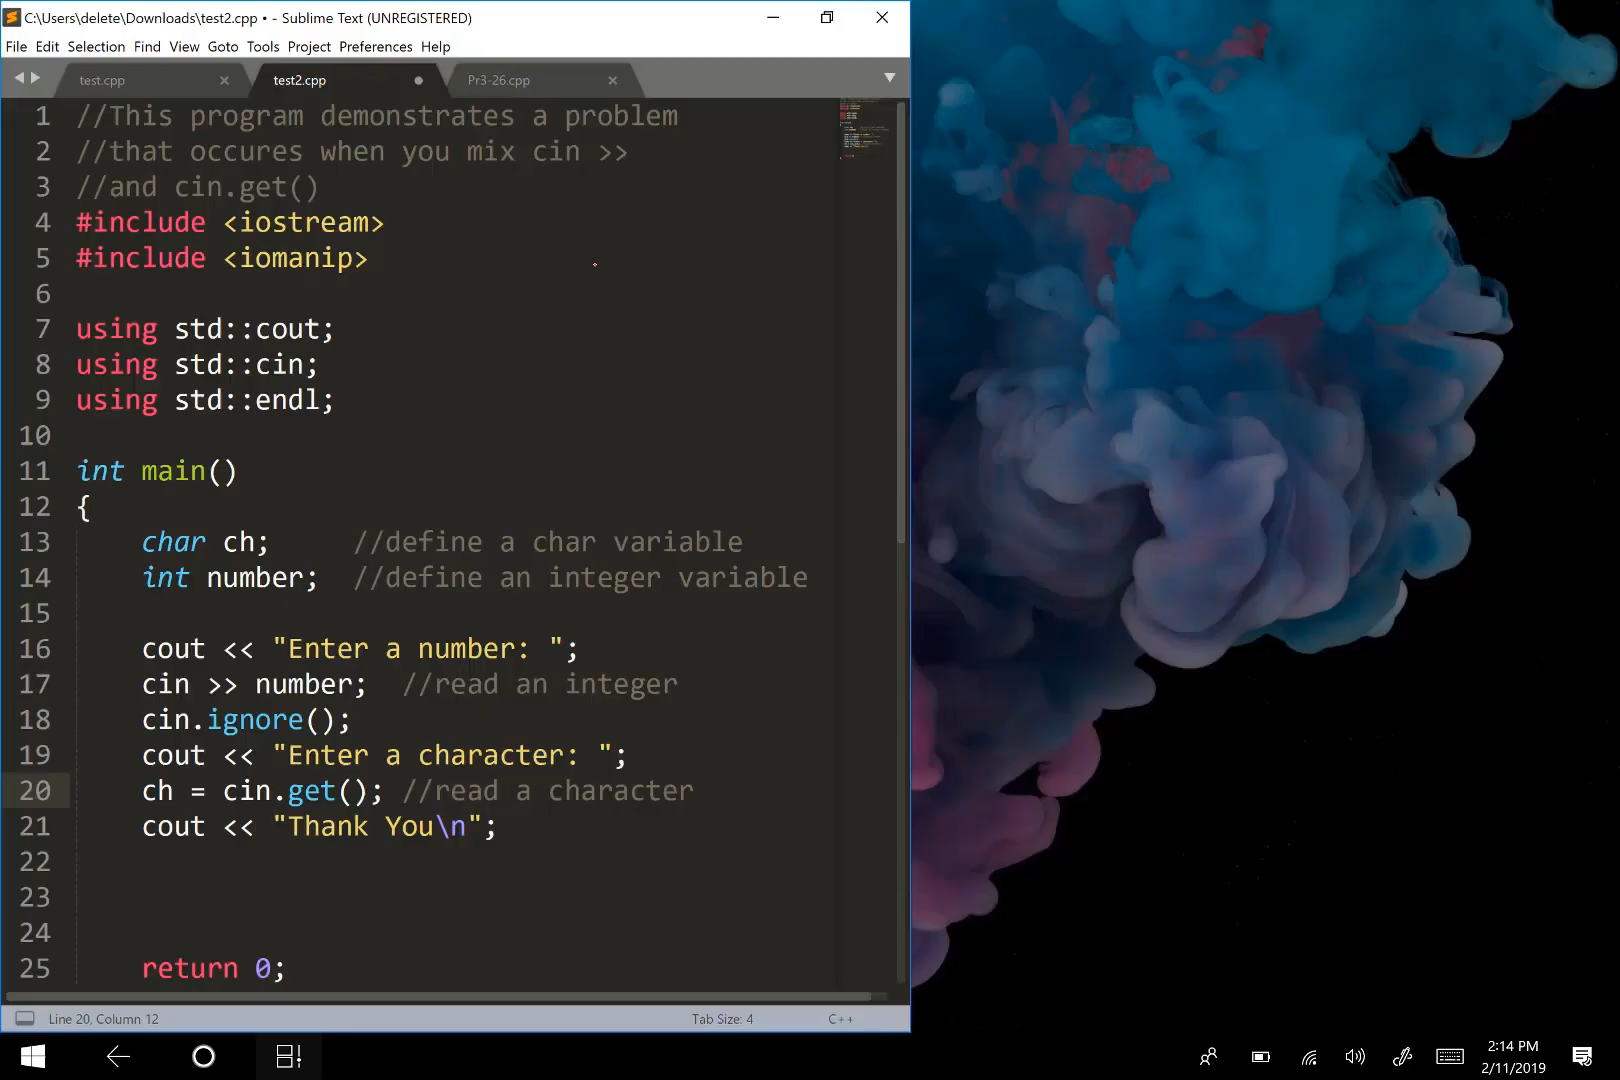 C:\Users\delete\Downloads\test2.cpp • - Sublime Text (UNREGISTERED)
File Edit Selection Find View Goto Tools Project Preferences Help
test.cpp test2.cpp Pr3-26.cpp
1 //This program demonstrates a problem
2 //that occures when you mix cin >>
3 //and cin.get()
4 #include <iostream>
5 #include <iomanip>
6
7 using std::cout;
8 using std::cin;
9 using std::endl;
10
11 int main()
12 {
13 char ch; //define a char variable
14 int number; //define an integer variable
15
16 cout << "Enter a number: ";
17 cin >> number; //read an integer
18 cin.ignore();
19 cout << "Enter a character: ";
20 ch = cin.get(); //read a character
21 cout << "Thank You\n";
22
23
24
25 return 0;
Line 20, Column 12 Tab Size: 4 C++
2:14 PM
2/11/2019